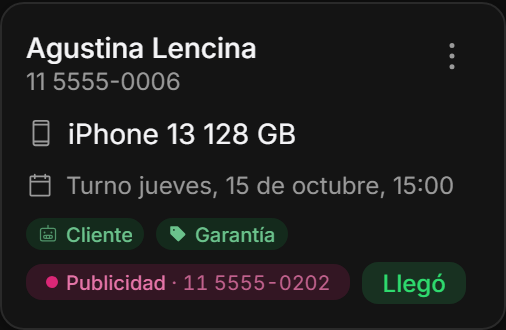 Agustina Lencina
11 5555-0006
iPhone 13 128 GB
Turno jueves, 15 de octubre, 15:00
Cliente Garantía
Publicidad · 11 5555-0202 Llegó